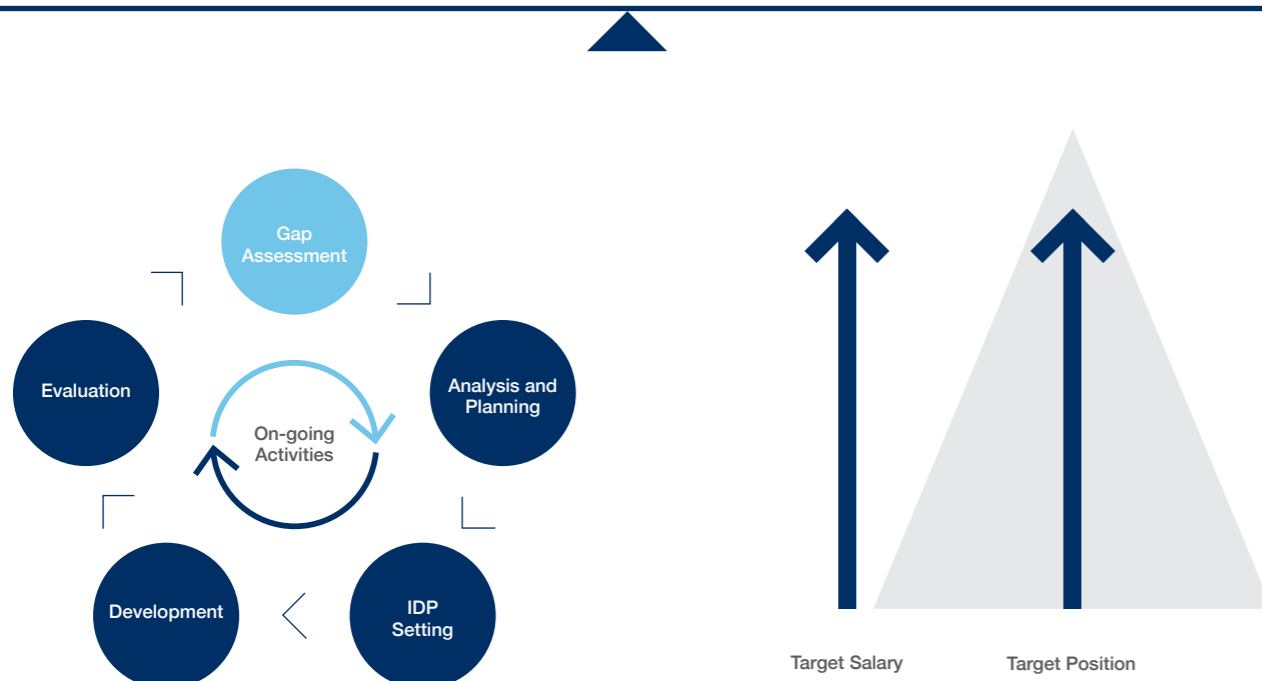 Gap
Assessment
Evaluation
Analysis and
Planning
On-going
Activities
Development
IDP
Setting
Target Salary
Target Position